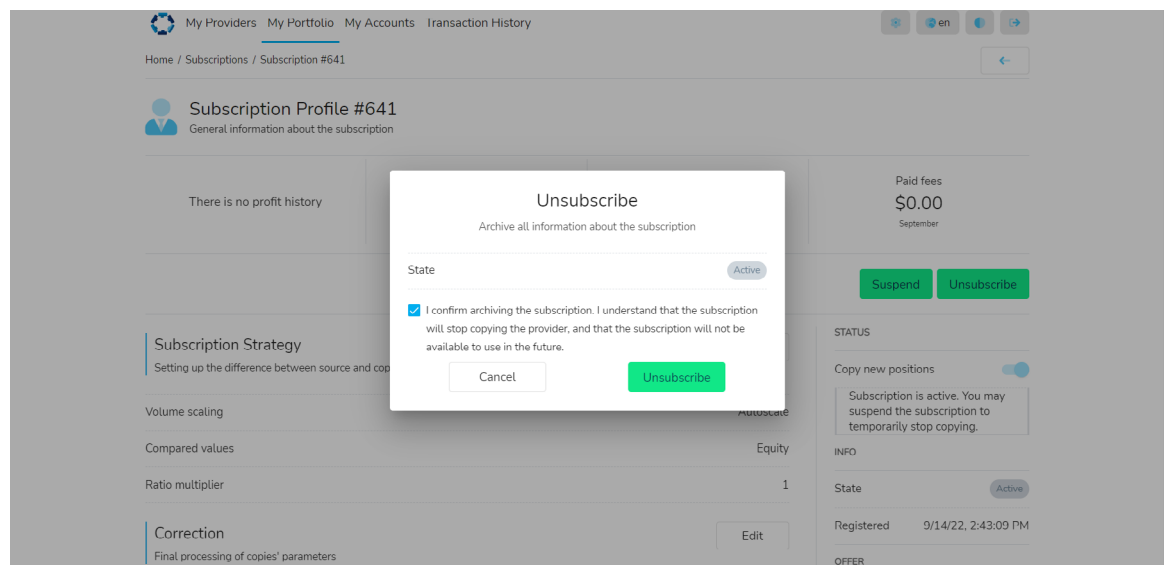 My Providers My Portfolio My Accounts Transaction History en
Home / Subscriptions / Subscription #641
Subscription Profile #641
General information about the subscription
There is no profit history
Paid fees
$0.00
September
Suspend Unsubscribe
Unsubscribe
Archive all information about the subscription
State Active
I confirm archiving the subscription. I understand that the subscription
will stop copying the provider, and that the subscription will not be
available to use in the future.
Cancel Unsubscribe
Subscription Strategy
Setting up the difference between source and cop
Volume scaling Autoscale
Compared values Equity
Ratio multiplier 1
Correction Edit
Final processing of copies' parameters
STATUS
Copy new positions
Subscription is active. You may
suspend the subscription to
temporarily stop copying.
INFO
State Active
Registered 9/14/22, 2:43:09 PM
OFFER